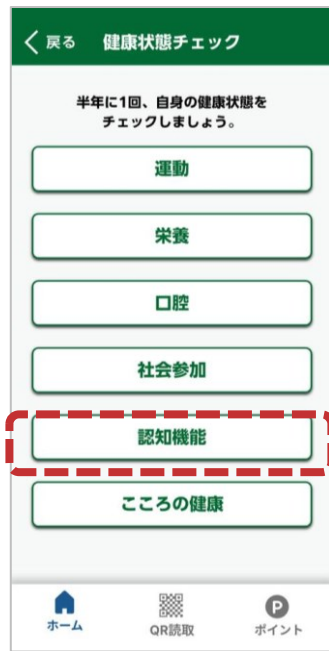 戻る 健康状態チェック
半年に1回、自身の健康状態を
チェックしましょう。
運動
栄養
口腔
社会参加
認知機能
こころの健康
P
ホーム QR読取 ポイント